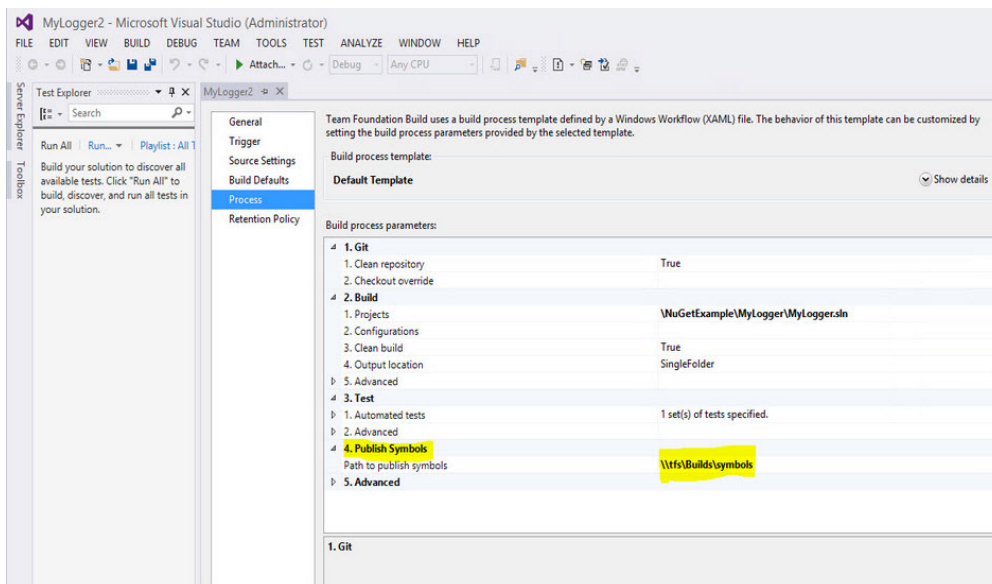 MyLogger2 - Microsoft Visual Studio (Administrator)
FILE EDIT VIEW BUILD DEBUG TEAM TOOLS TEST ANALYZE WINDOW HELP
Attach... Debug Any CPU
Server Explorer
Toolbox
Test Explorer
Search
Run All Run... Playlist : All T
Build your solution to discover all
available tests. Click "Run All" to
build, discover, and run all tests in
your solution.
MyLogger2
General
Trigger
Source Settings
Build Defaults
Process
Retention Policy
Team Foundation Build uses a build process template defined by a Windows Workflow (XAML) file. The behavior of this template can be customized by
setting the build process parameters provided by the selected template.
Build process template:
Default Template Show details
Build process parameters:
1. Git
1. Clean repository True
2. Checkout override
2. Build
1. Projects \NuGetExample\MyLogger\MyLogger.sln
2. Configurations
3. Clean build True
4. Output location SingleFolder
5. Advanced
3. Test
1. Automated tests 1 set(s) of tests specified.
2. Advanced
4. Publish Symbols
Path to publish symbols \\tfs\Builds\symbols
5. Advanced
1. Git